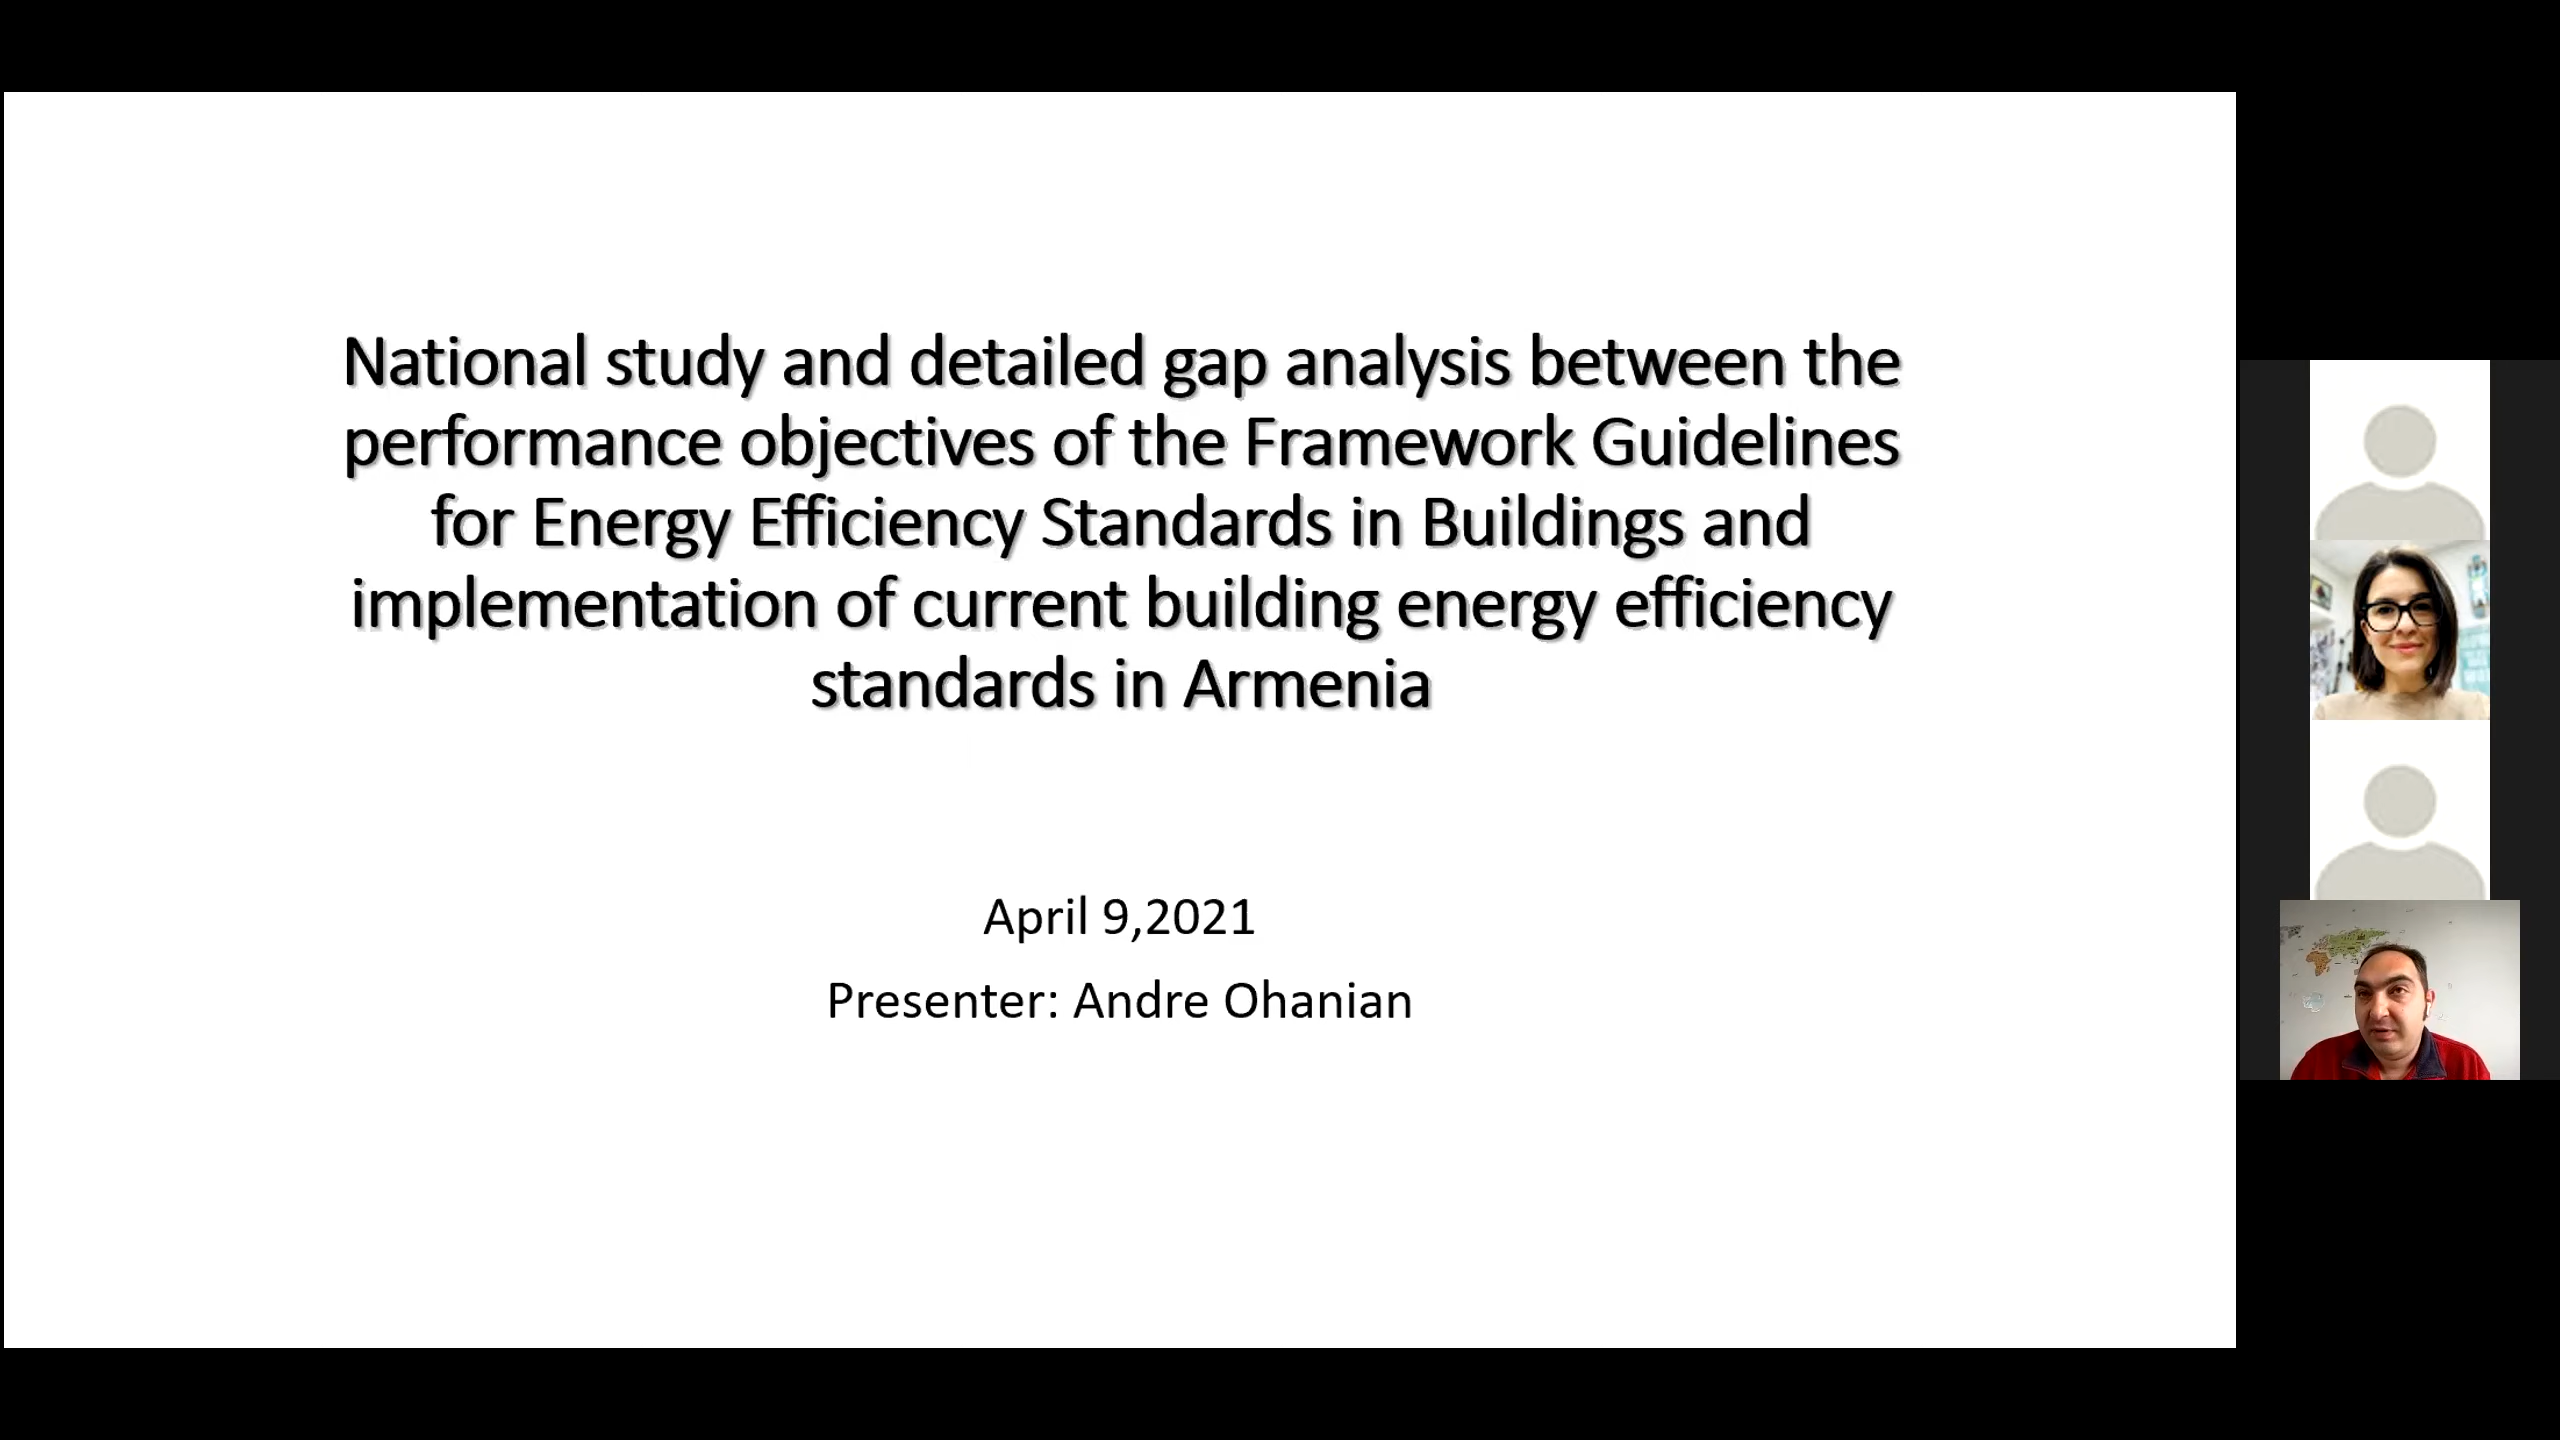 National study and detailed gap analysis between the
performance objectives of the Framework Guidelines
for Energy Efficiency Standards in Buildings and
implementation of current building energy efficiency
standards in Armenia
April 9,2021
Presenter: Andre Ohanian